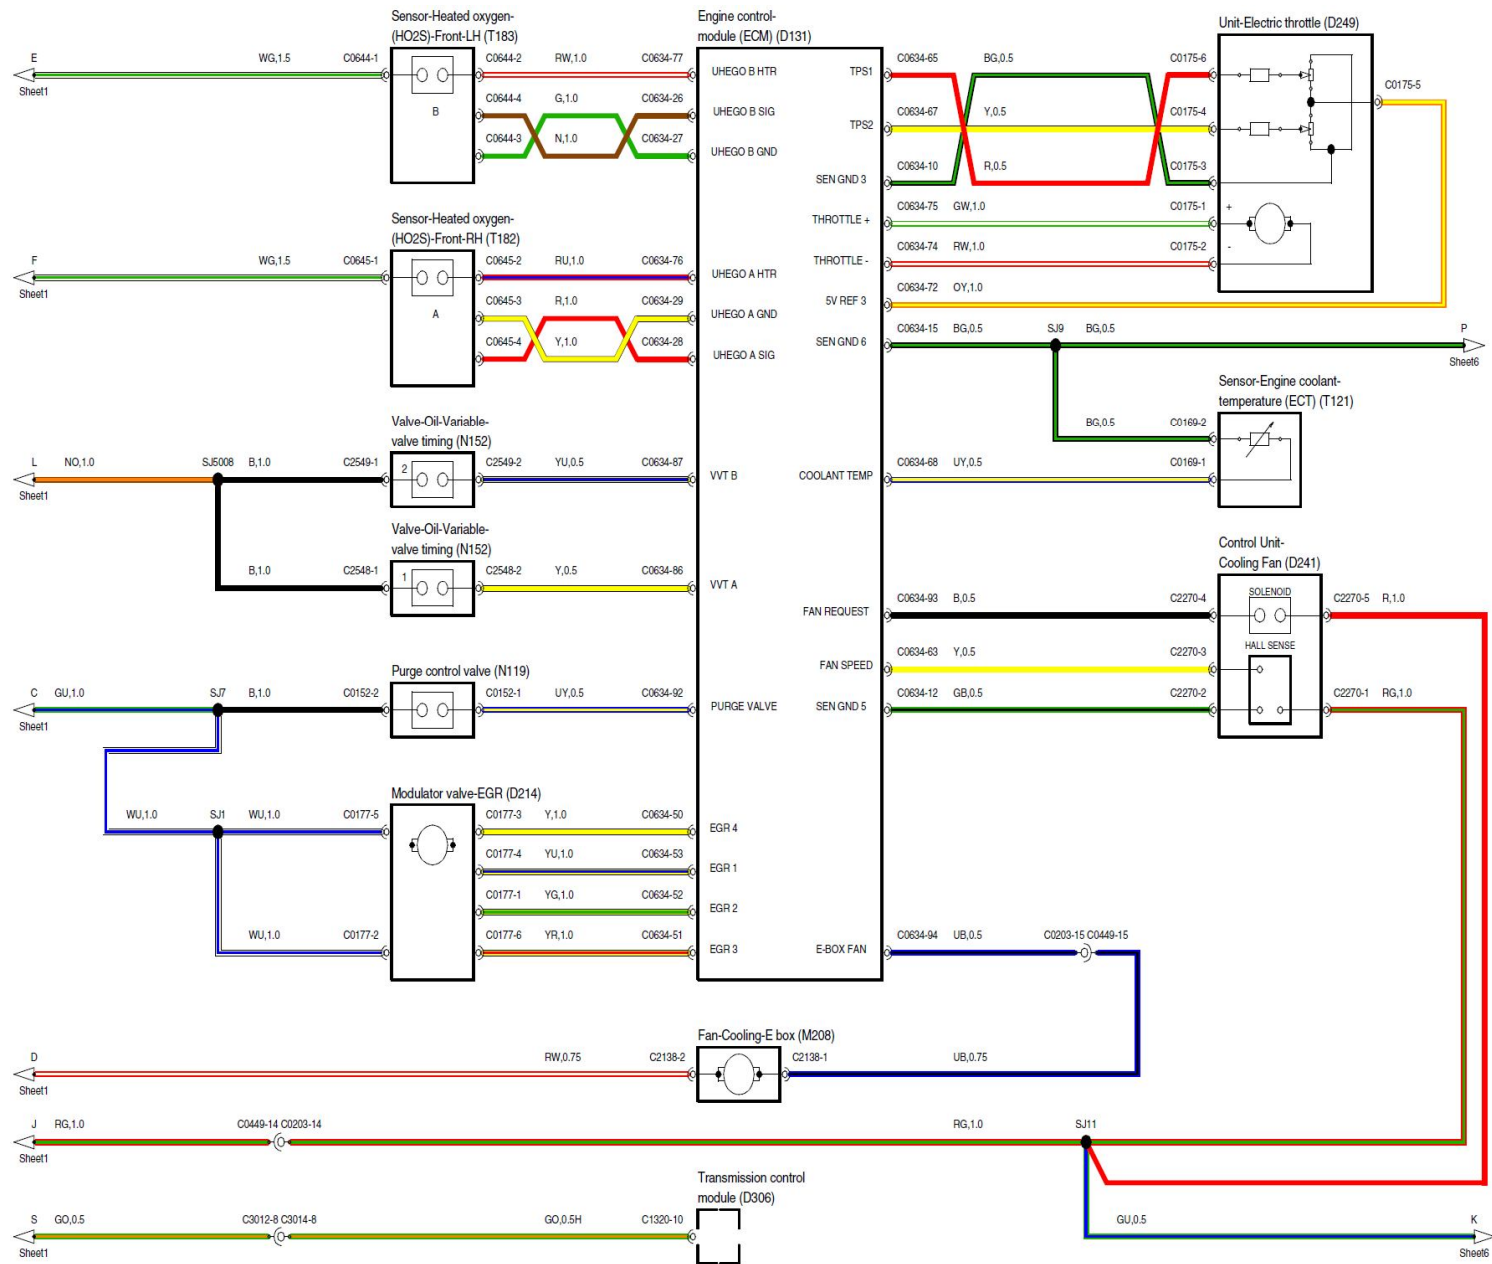 Sensor-Heated oxygen-
(HO2S)-Front-LH (T183)
Engine control-
module (ECM) (D131)
Unit-Electric throttle (D249)
E
WG,1.5
C0644-1
C0644-2
RW,1.0
C0634-77
UHEGO B HTR
TPS1
C0634-65
BG,0.5
C0175-6
C0175-5
Sheet1
B
C0644-4
G,1.0
C0634-26
UHEGO B SIG
TPS2
C0634-67
Y,0.5
C0175-4
C0644-3
N,1.0
C0634-27
UHEGO B GND
SEN GND 3
C0634-10
R,0.5
C0175-3
Sensor-Heated oxygen-
(HO2S)-Front-RH (T182)
THROTTLE +
C0634-75
GW,1.0
C0175-1
+
F
WG,1.5
C0645-1
C0645-2
RU,1.0
C0634-76
UHEGO A HTR
THROTTLE -
C0634-74
RW,1.0
C0175-2
-
Sheet1
A
C0645-3
R,1.0
C0634-29
UHEGO A GND
5V REF 3
C0634-72
OY,1.0
C0645-4
Y,1.0
C0634-28
UHEGO A SIG
SEN GND 6
C0634-15
BG,0.5
SJ9
BG,0.5
P
Sheet6
Sensor-Engine coolant-
temperature (ECT) (T121)
Valve-Oil-Variable-
valve timing (N152)
BG,0.5
C0169-2
L
NO,1.0
SJ5008
B,1.0
C2549-1
2
C2549-2
YU,0.5
C0634-87
VVT B
COOLANT TEMP
C0634-68
UY,0.5
C0169-1
Sheet1
Valve-Oil-Variable-
valve timing (N152)
Control Unit-
Cooling Fan (D241)
B,1.0
C2548-1
1
C2548-2
Y,0.5
C0634-86
VVT A
FAN REQUEST
C0634-93
B,0.5
C2270-4
SOLENOID
C2270-5
R,1.0
HALL SENSE
FAN SPEED
C0634-63
Y,0.5
C2270-3
Purge control valve (N119)
C
GU,1.0
SJ7
B,1.0
C0152-2
C0152-1
UY,0.5
C0634-92
PURGE VALVE
SEN GND 5
C0634-12
GB,0.5
C2270-2
C2270-1
RG,1.0
Sheet1
Modulator valve-EGR (D214)
WU,1.0
SJ1
WU,1.0
C0177-5
C0177-3
Y,1.0
C0634-50
EGR 4
C0177-4
YU,1.0
C0634-53
EGR 1
C0177-1
YG,1.0
C0634-52
EGR 2
WU,1.0
C0177-2
C0177-6
YR,1.0
C0634-51
EGR 3
E-BOX FAN
C0634-94
UB,0.5
C0203-15 C0449-15
Fan-Cooling-E box (M208)
D
RW,0.75
C2138-2
C2138-1
UB,0.75
Sheet1
J
RG,1.0
C0449-14 C0203-14
RG,1.0
SJ11
Sheet1
Transmission control
module (D306)
S
GO,0.5
C3012-8 C3014-8
GO,0.5H
C1320-10
GU,0.5
K
Sheet1
Sheet6